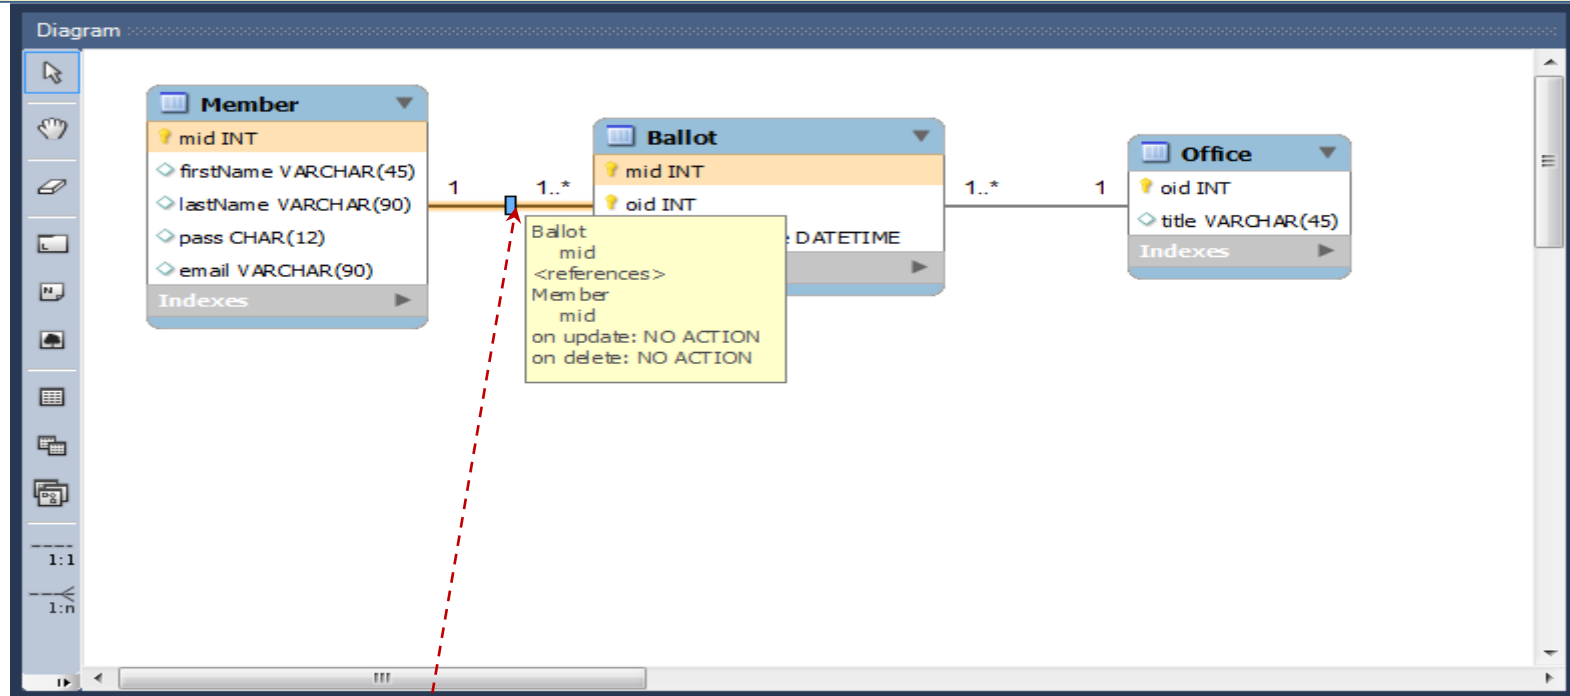 Diagram
Member
mid INT
firstName VARCHAR(45)
lastName VARCHAR(90)
pass CHAR(12)
email VARCHAR(90)
Indexes
1
1..*
Ballot
mid INT
oid INT
DATETIME
Ballot
mid
<references>
Member
mid
on update: NO ACTION
on delete: NO ACTION
1..*
1
Office
oid INT
title VARCHAR(45)
Indexes
1:1
1:n